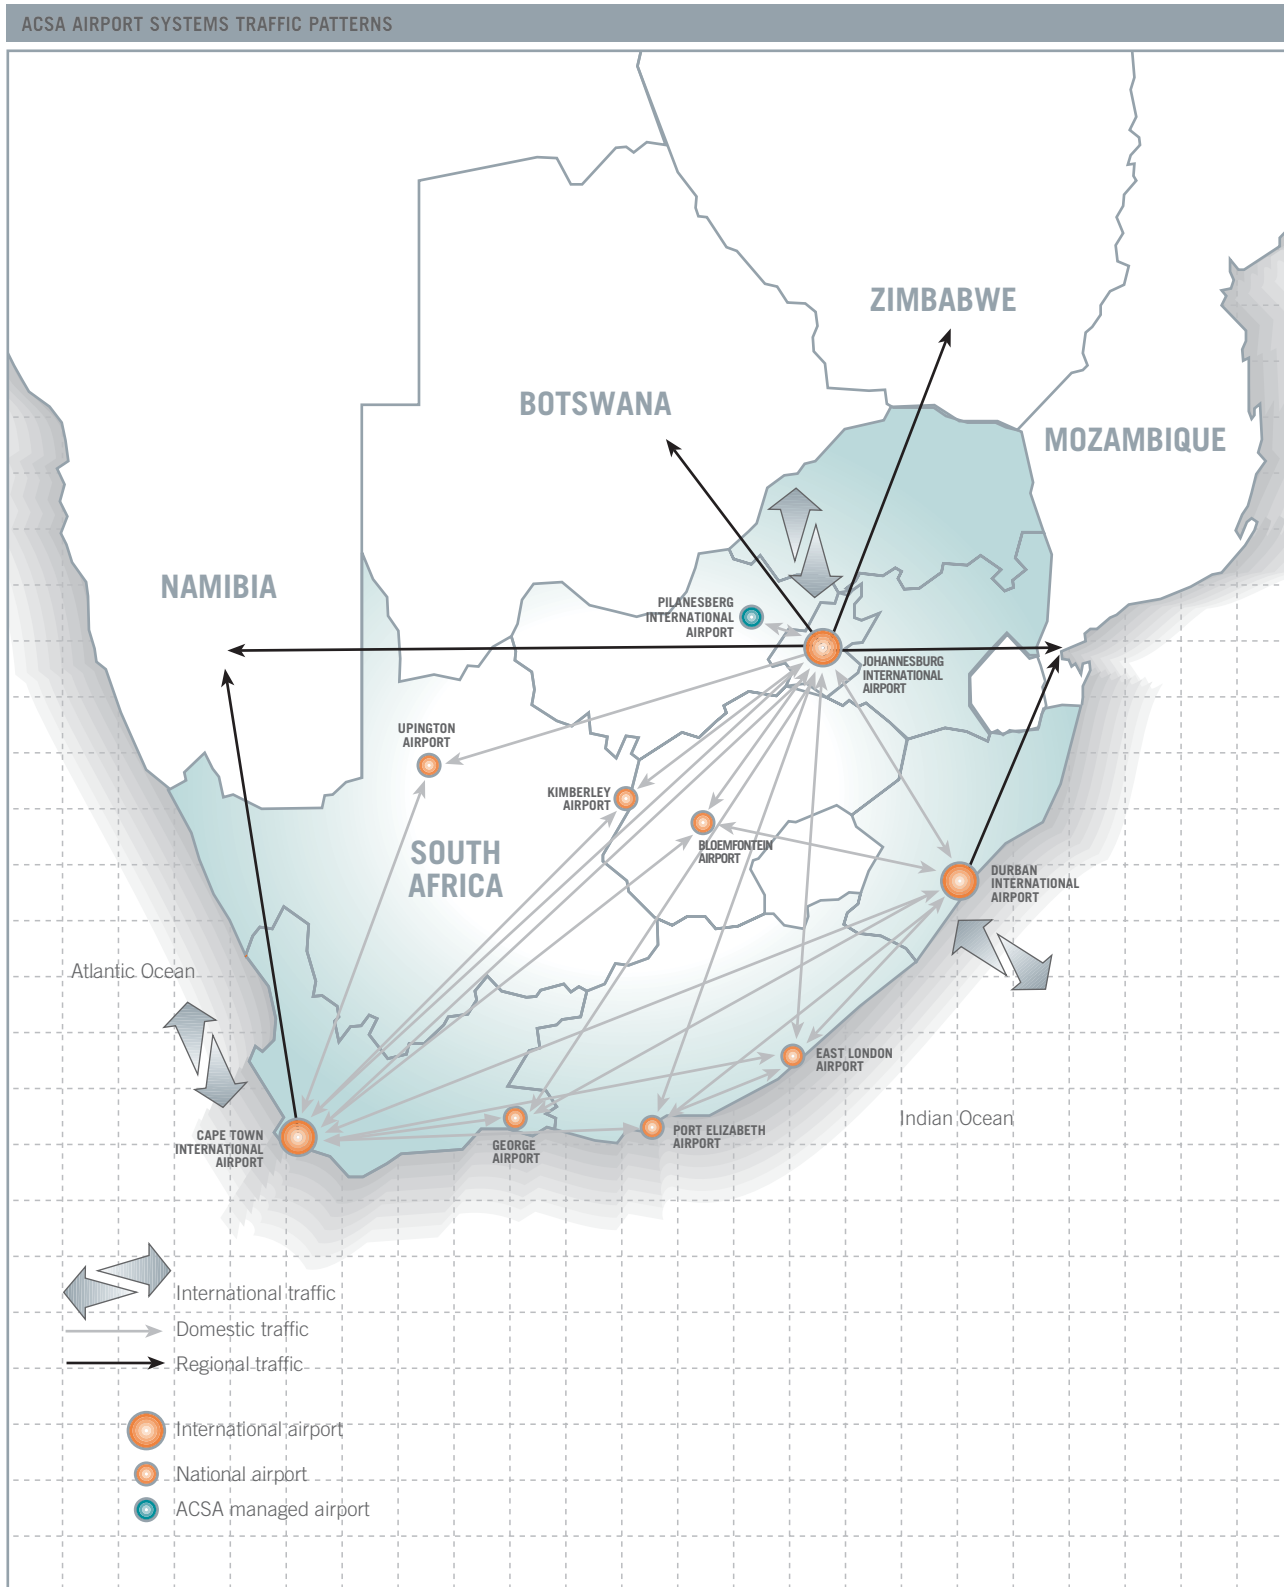 ACSA AIRPORT SYSTEMS TRAFFIC PATTERNS
ZIMBABWE
BOTSWANA
MOZAMBIQUE
NAMIBIA
PILANESBERG
INTERNATIONAL
AIRPORT
JOHANNESBURG
INTERNATIONAL
AIRPORT
UPINGTON
AIRPORT
KIMBERLEY
AIRPORT
BLOEMFONTEIN
AIRPORT
SOUTH
AFRICA
DURBAN
INTERNATIONAL
AIRPORT
Atlantic Ocean
EAST LONDON
AIRPORT
Indian Ocean
CAPE TOWN
INTERNATIONAL
AIRPORT
GEORGE
AIRPORT
PORT ELIZABETH
AIRPORT
International traffic
Domestic traffic
Regional traffic
International airport
National airport
ACSA managed airport